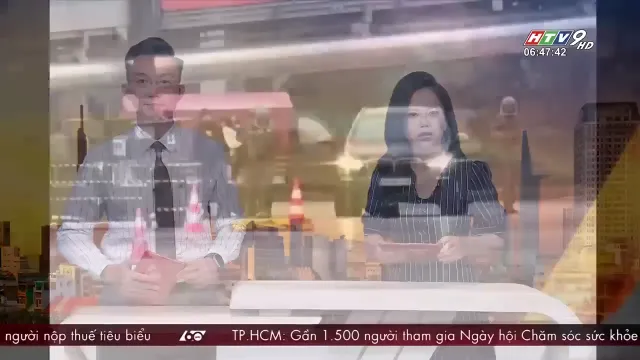 HTV9 HD
06:47:42
người nộp thuế tiêu biểu 60 TP.HCM: Gần 1.500 người tham gia Ngày hội Chăm sóc sức khỏe